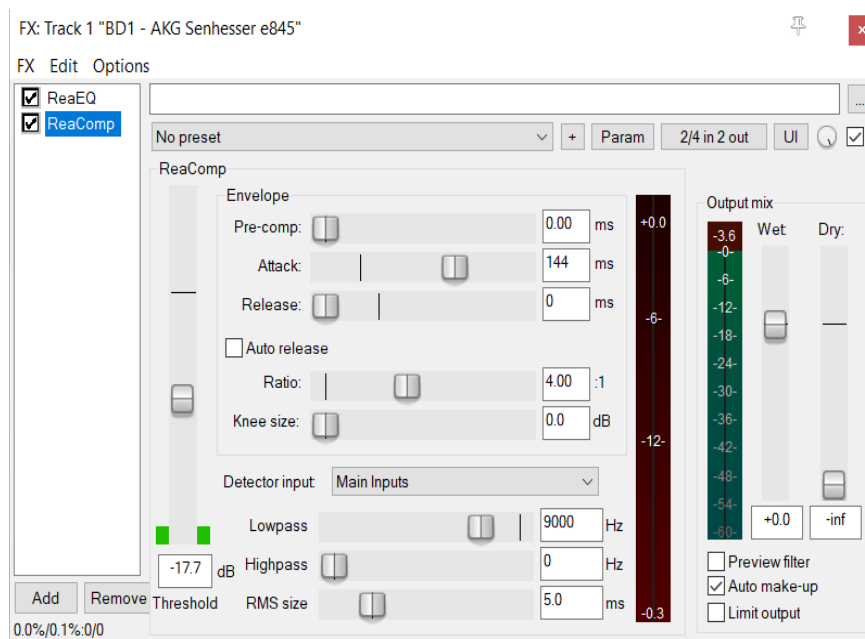 FX: Track 1 "BD1 - AKG Senhesser e845"
FX Edit Options
ReaEQ
ReaComp
...
No preset
+
Param
2/4 in 2 out
UI
ReaComp
Envelope
Pre-comp: 0.00 ms
Attack: 144 ms
Release: 0 ms
Auto release
Ratio: 4.00 :1
Knee size: 0.0 dB
Detector input: Main Inputs
Lowpass 9000 Hz
Highpass 0 Hz
RMS size 5.0 ms
-17.7 dB
Threshold
+0.0
-6-
-12-
-0.3
Output mix
Wet: Dry:
-3.6
-0-
-6-
-12-
-18-
-24-
-30-
-36-
-42-
-48-
-54-
-60-
+0.0 -inf
Preview filter
Auto make-up
Limit output
Add Remove
0.0%/0.1%:0/0